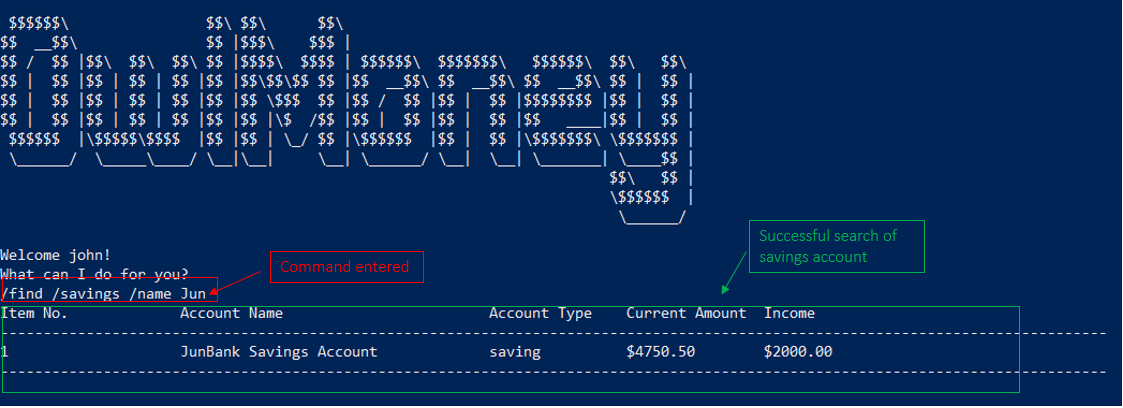 $$$$$$\                $$\ $$\      $$\
$$  __$$\               $$ |$$$\    $$$ |
$$ /  $$ |$$\  $$\  $$\ $$ |$$$$\  $$$$ | $$$$$$\  $$$$$$$\   $$$$$$\  $$\   $$\
$$ |  $$ |$$ | $$ | $$ |$$ |$$\$$\$$ $$ |$$  __$$\ $$  __$$\ $$  __$$\ $$ |  $$ |
$$ |  $$ |$$ | $$ | $$ |$$ |$$ \$$$  $$ |$$ /  $$ |$$ |  $$ |$$$$$$$$ |$$ |  $$ |
$$ |  $$ |$$ | $$ | $$ |$$ |$$ |\$  /$$ |$$ |  $$ |$$ |  $$ |$$   ____|$$ |  $$ |
 $$$$$$  |\$$$$$\$$$$  |$$ |$$ | \_/ $$ |\$$$$$$  |$$ |  $$ |\$$$$$$$\ \$$$$$$$ |
 \______/  \_____\____/ \__|\__|     \__| \______/ \__|  \__| \_______| \____$$ |
                                                                       $$\   $$ |
                                                                       \$$$$$$  |
                                                                        \______/
Welcome john!
What can I do for you?
/find /savings /name Jun
Command entered
Successful search of
savings account
Item No. Account Name Account Type Current Amount Income
1 JunBank Savings Account saving $4750.50 $2000.00